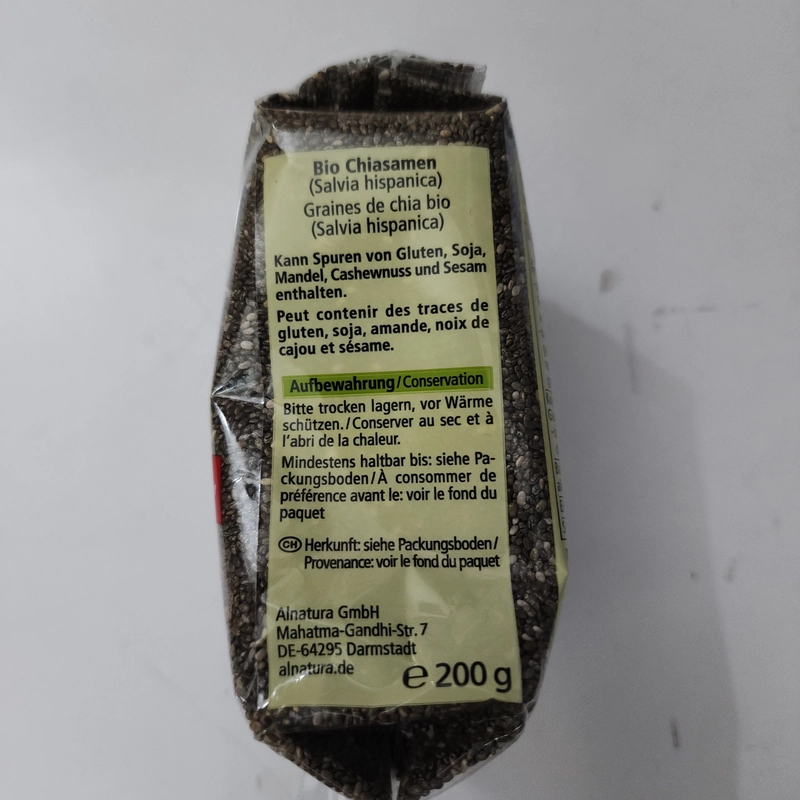 Bio Chiasamen
(Salvia hispanica)
Graines de chia bio
(Salvia hispanica)
Kann Spuren von Gluten, Soja,
Mandel, Cashewnuss und Sesam
enthalten.
Peut contenir des traces de
gluten, soja, amande, noix de
cajou et sésame.
Aufbewahrung/Conservation
Bitte trocken lagern, vor Wärme
schützen./Conserver au sec et à
l'abri de la chaleur.
Mindestens haltbar bis: siehe Pa-
ckungsboden/À consommer de
préférence avant le: voir le fond du
paquet
CH Herkunft: siehe Packungsboden/
Provenance: voir le fond du paquet
Alnatura GmbH
Mahatma-Gandhi-Str. 7
DE-64295 Darmstadt
alnatura.de
℮ 200 g